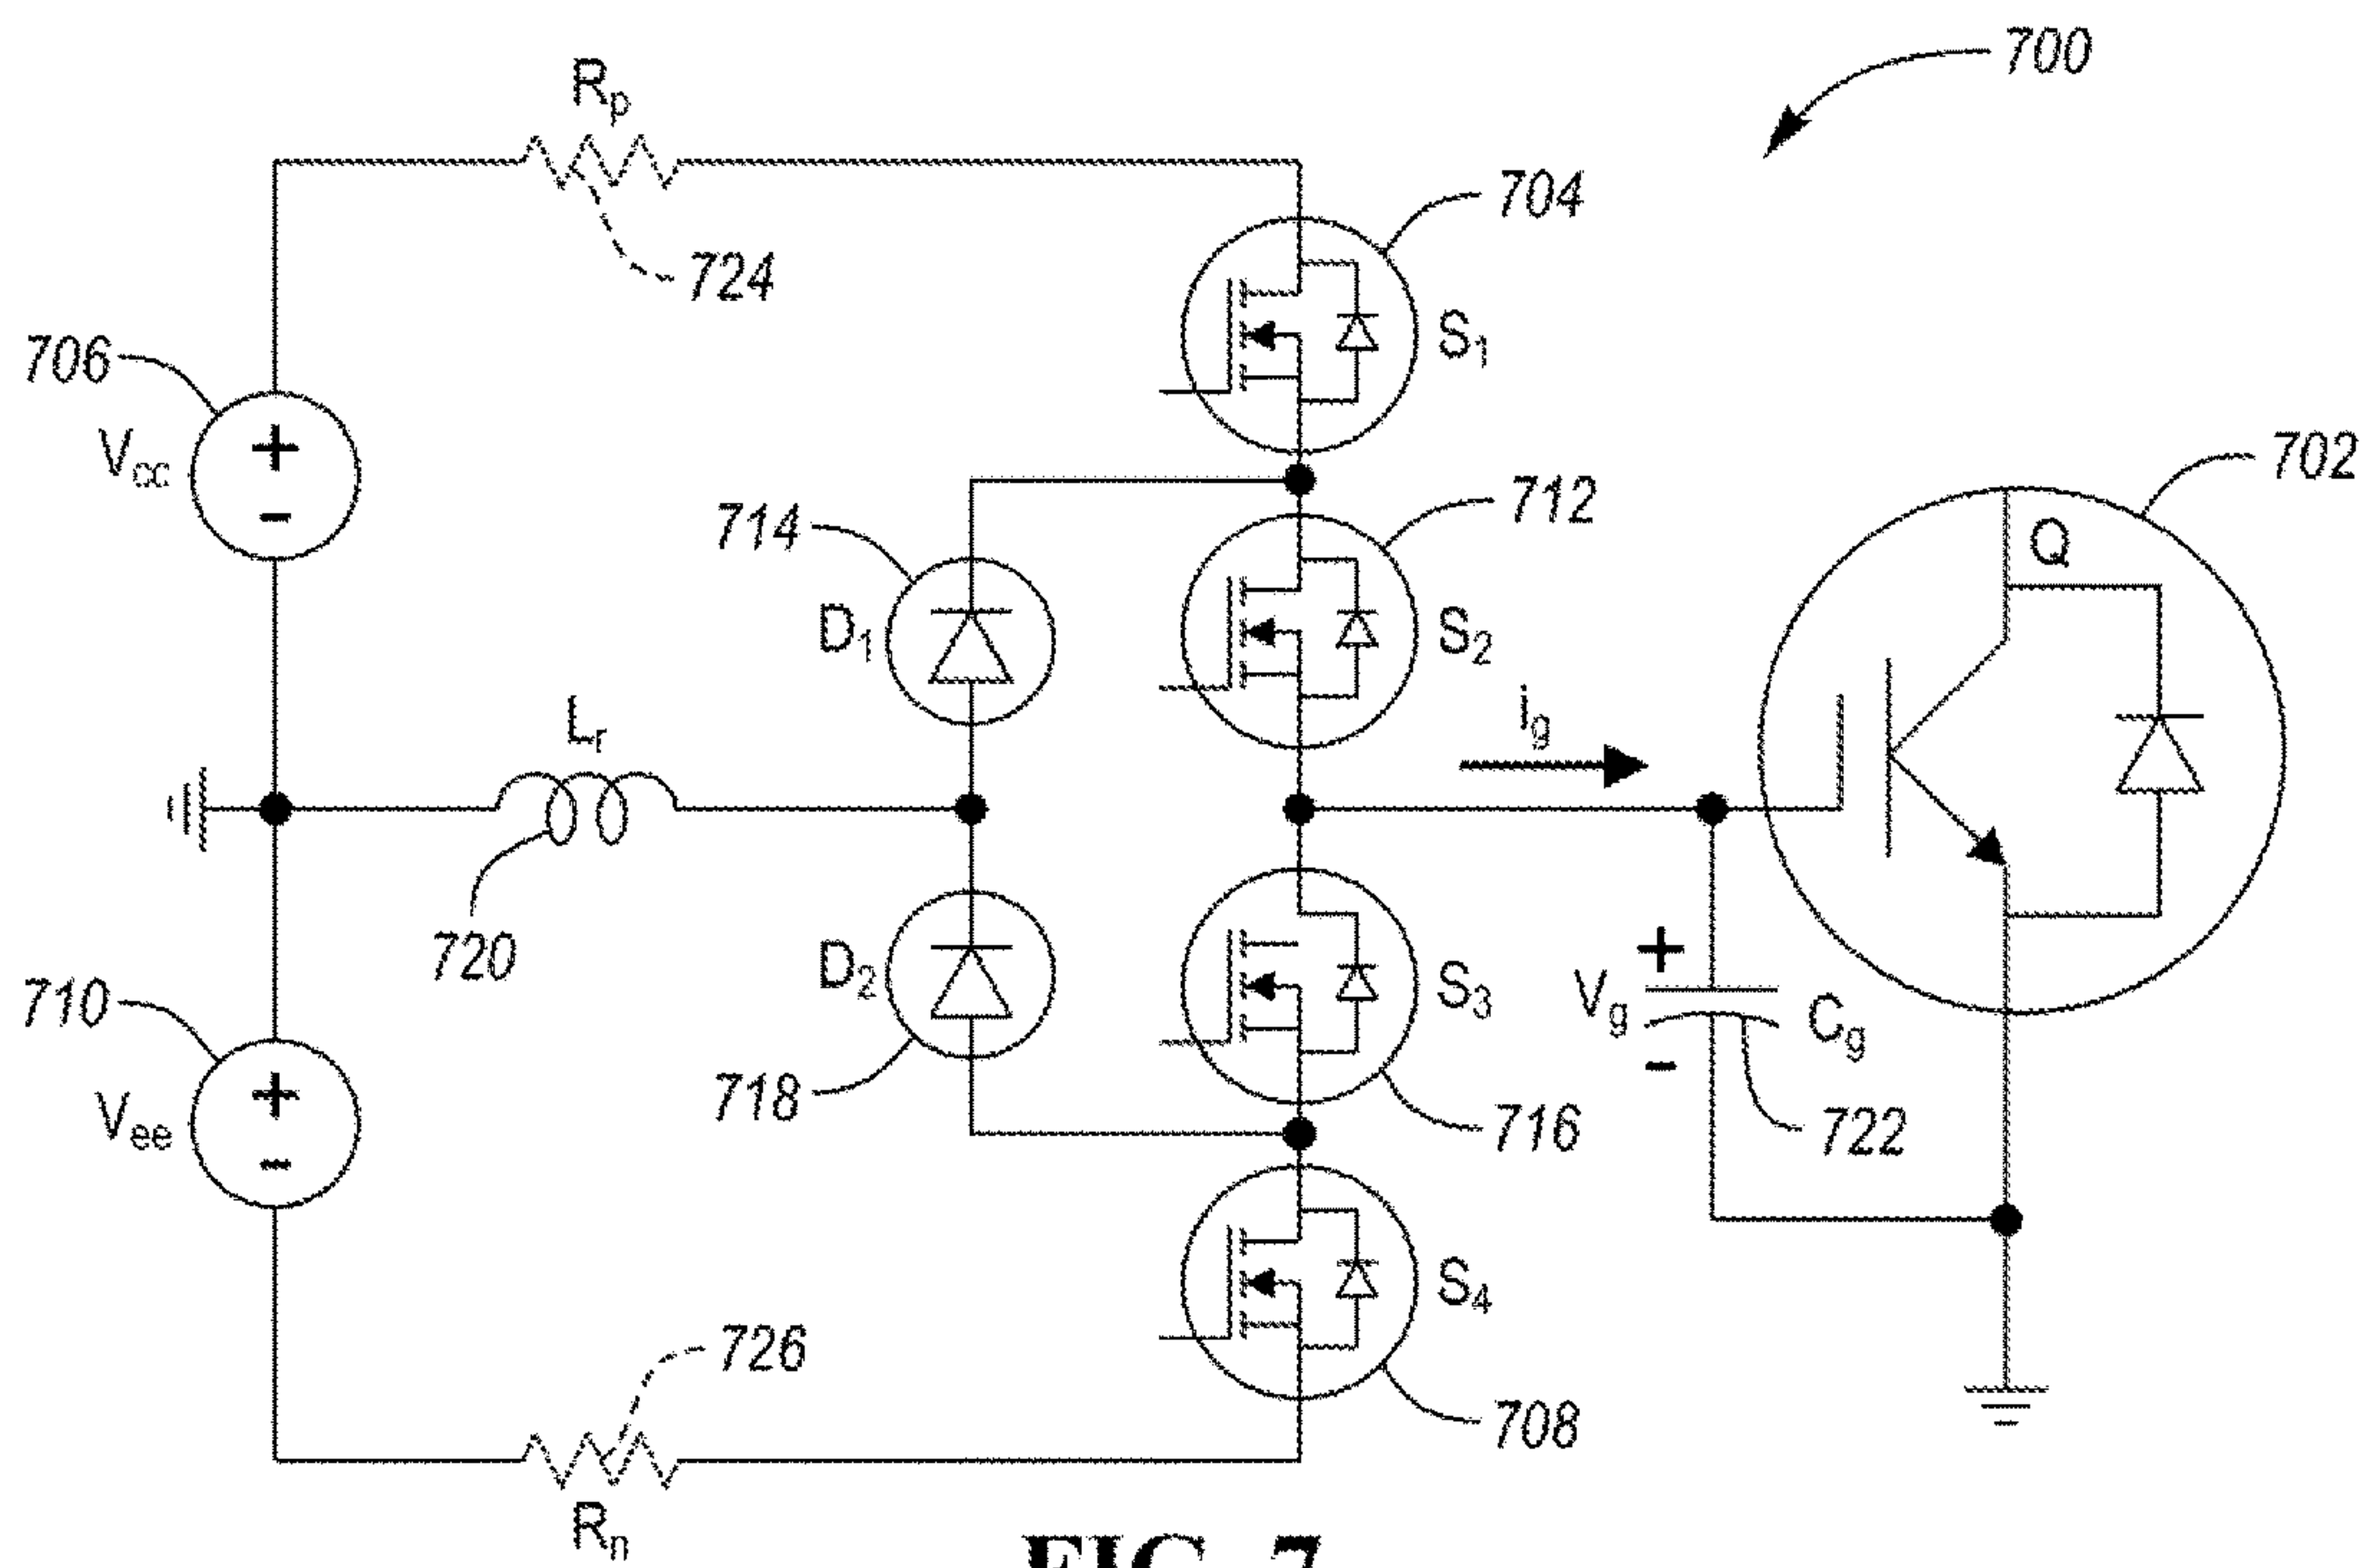 700
Rp
704
724
706
S1
Vcc
+
-
702
712
Q
714
D1
S2
Lr
ig
720
D2
S3
+
Vg
-
Cg
710
Vee
+
-
718
716
722
S4
726
708
Rn
FIG. 7